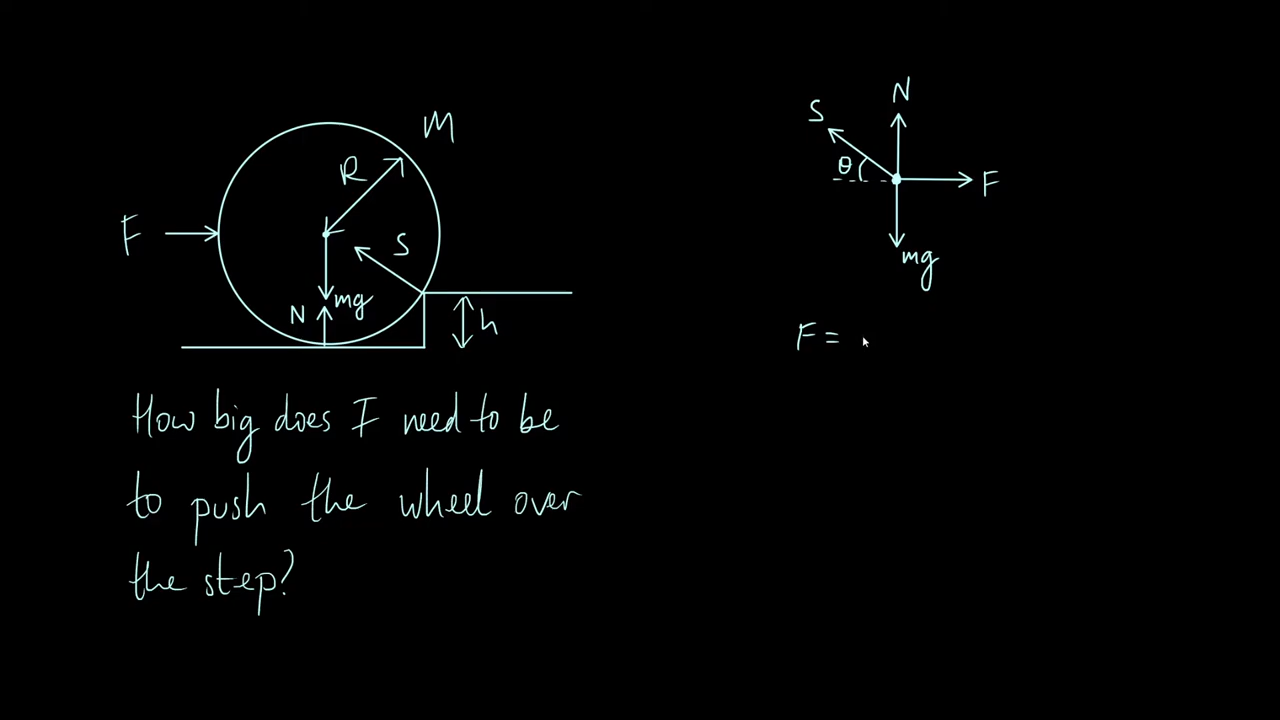 M
R
F
S
mg
N
h
How big does F need to be
to push the wheel over
the step?
N
S
θ
F
mg
F =